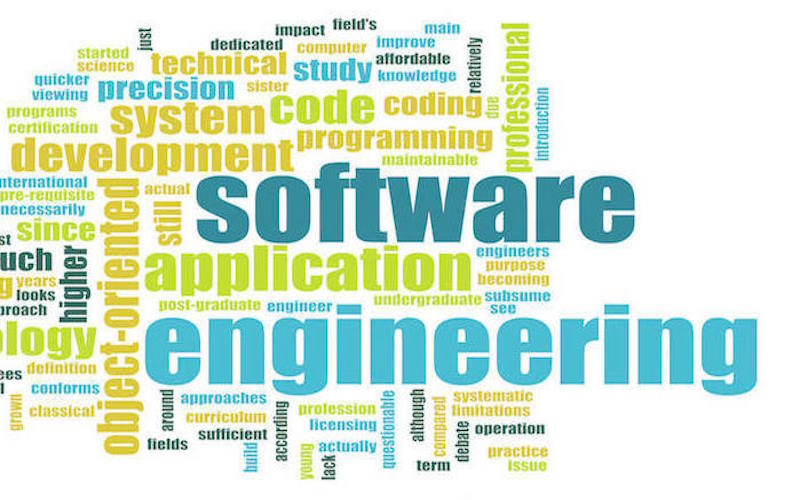 impact
field's
main
just
dedicated
computer
improve
started
science
technical
study
affordable
knowledge
relatively
quicker
viewing
precision
sister
professional
programs
certification
system
code
coding
due
introduction
programming
development
maintainable
international
pre-requisite
necessarily
actual
still
software
since
object-oriented
higher
application
engineers
purpose
becoming
years
looks
post-graduate
engineer
undergraduate
subsume
see
engineering
definition
conforms
classical
grown
around
approaches
curriculum
sufficient
fields
build
according
profession
licensing
actually
young
lack
questionable
although
compared
systematic
limitations
debate
operation
term
practice
issue